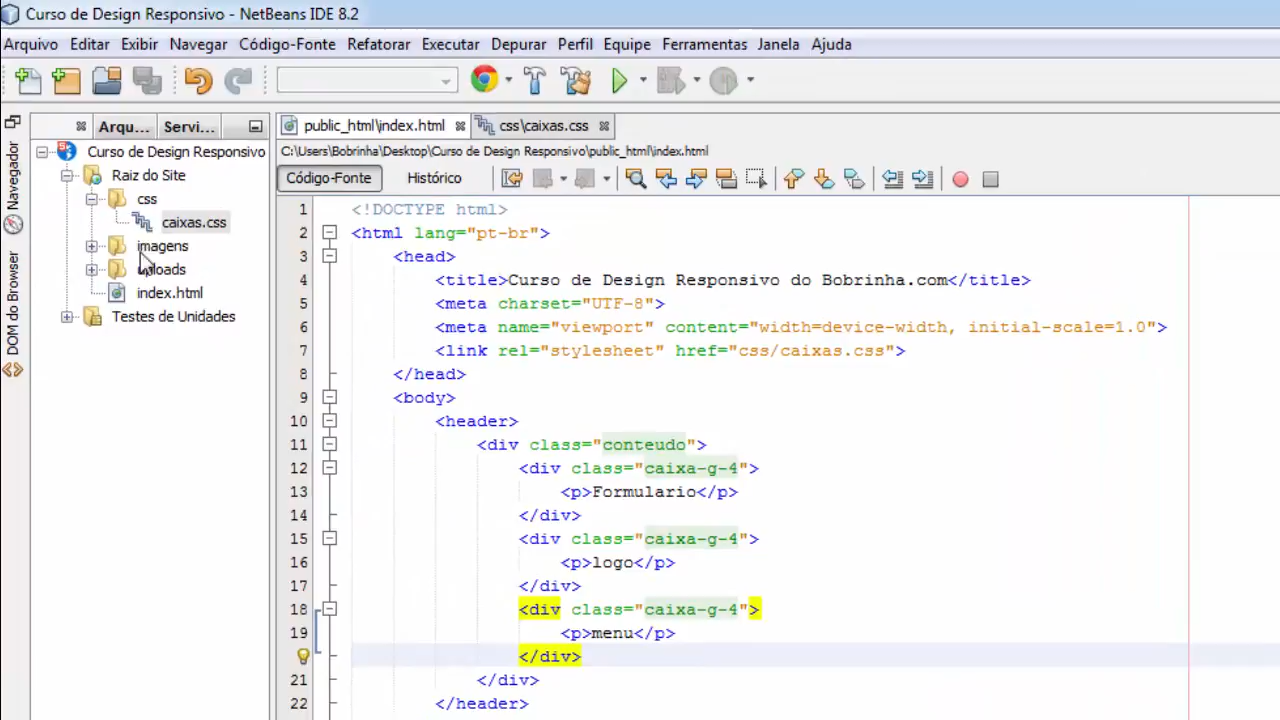 Curso de Design Responsivo - NetBeans IDE 8.2
Arquivo Editar Exibir Navegar Código-Fonte Refatorar Executar Depurar Perfil Equipe Ferramentas Janela Ajuda
Arqu... Servi...
Navegador
DOM do Browser
Curso de Design Responsivo
Raiz do Site
css
caixas.css
imagens
uploads
index.html
Testes de Unidades
public_html\index.html css\caixas.css
C:\Users\Bobrinha\Desktop\Curso de Design Responsivo\public_html\index.html
Código-Fonte Histórico
1 <!DOCTYPE html>
2 <html lang="pt-br">
3 <head>
4 <title>Curso de Design Responsivo do Bobrinha.com</title>
5 <meta charset="UTF-8">
6 <meta name="viewport" content="width=device-width, initial-scale=1.0">
7 <link rel="stylesheet" href="css/caixas.css">
8 </head>
9 <body>
10 <header>
11 <div class="conteudo">
12 <div class="caixa-g-4">
13 <p>Formulario</p>
14 </div>
15 <div class="caixa-g-4">
16 <p>logo</p>
17 </div>
18 <div class="caixa-g-4">
19 <p>menu</p>
</div>
21 </div>
22 </header>